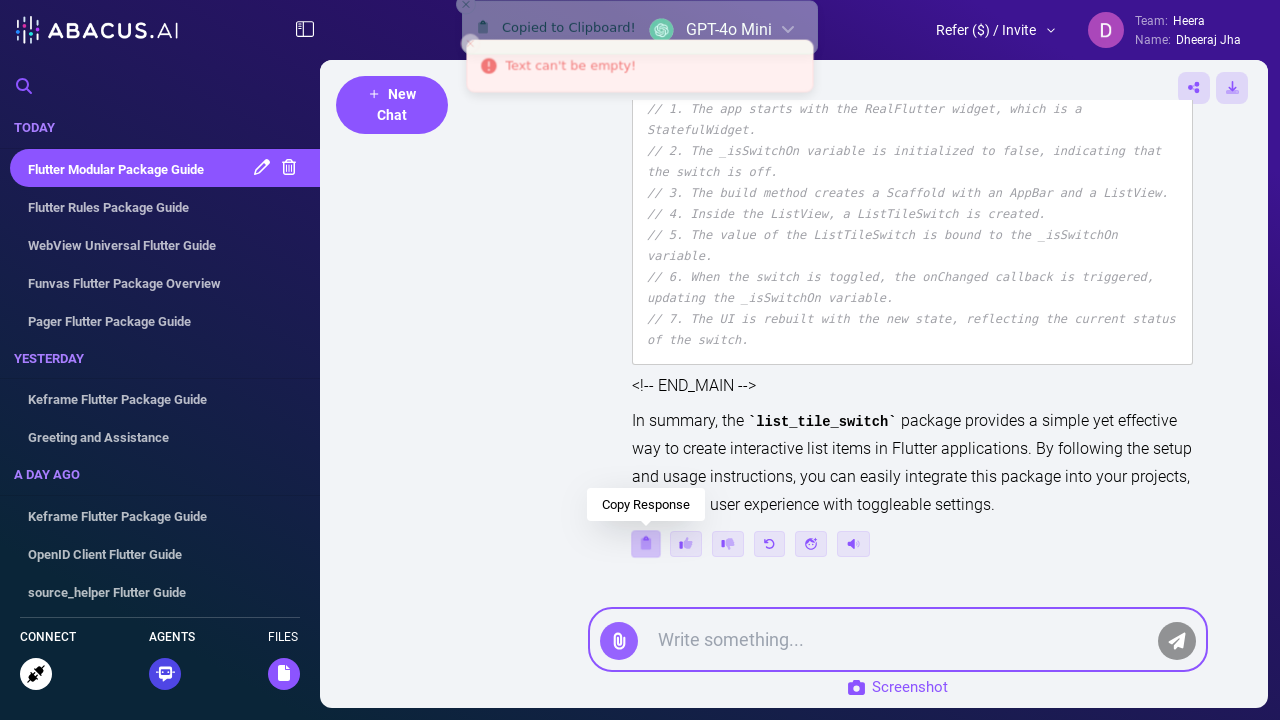 ABACUS.AI
Copied to Clipboard!
GPT-4o Mini
Text can't be empty!
Refer ($) / Invite
D
Team: Heera
Name: Dheeraj Jha
TODAY
Flutter Modular Package Guide
Flutter Rules Package Guide
WebView Universal Flutter Guide
Funvas Flutter Package Overview
Pager Flutter Package Guide
YESTERDAY
Keframe Flutter Package Guide
Greeting and Assistance
A DAY AGO
Keframe Flutter Package Guide
OpenID Client Flutter Guide
source_helper Flutter Guide
CONNECT
AGENTS
FILES
+ New
Chat
// 1. The app starts with the RealFlutter widget, which is a
StatefulWidget.
// 2. The _isSwitchOn variable is initialized to false, indicating that
the switch is off.
// 3. The build method creates a Scaffold with an AppBar and a ListView.
// 4. Inside the ListView, a ListTileSwitch is created.
// 5. The value of the ListTileSwitch is bound to the _isSwitchOn
variable.
// 6. When the switch is toggled, the onChanged callback is triggered,
updating the _isSwitchOn variable.
// 7. The UI is rebuilt with the new state, reflecting the current status
of the switch.
<!-- END_MAIN -->
In summary, the `list_tile_switch` package provides a simple yet effective
way to create interactive list items in Flutter applications. By following the setup
and usage instructions, you can easily integrate this package into your projects,
user experience with toggleable settings.
Copy Response
Write something...
Screenshot